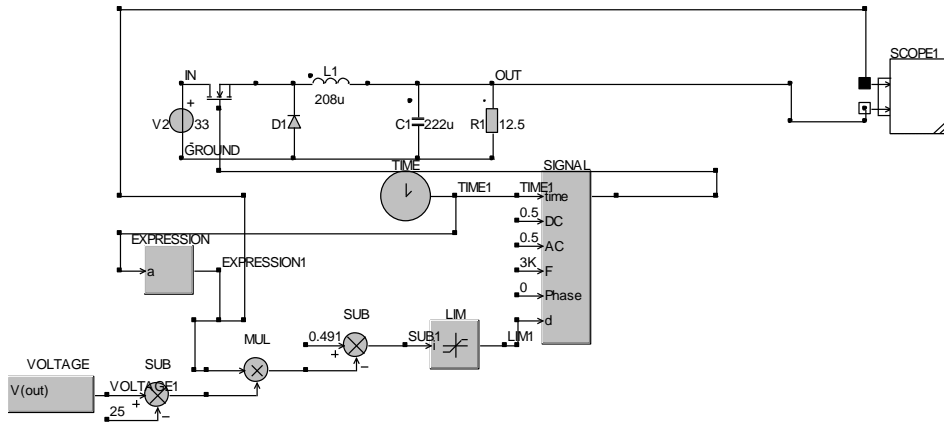 SCOPE1
IN
L1
OUT
208u
V2
+
33
D1
C1
222u
R1
12.5
GROUND
TIME
SIGNAL
TIME1
TIME1
time
0.5
DC
0.5
AC
EXPRESSION
EXPRESSION1
a
3K
F
0
Phase
SUB
LIM
d
0.491
SUB1
LIM1
MUL
+
−
VOLTAGE
SUB
V(out)
VOLTAGE1
+
25
−